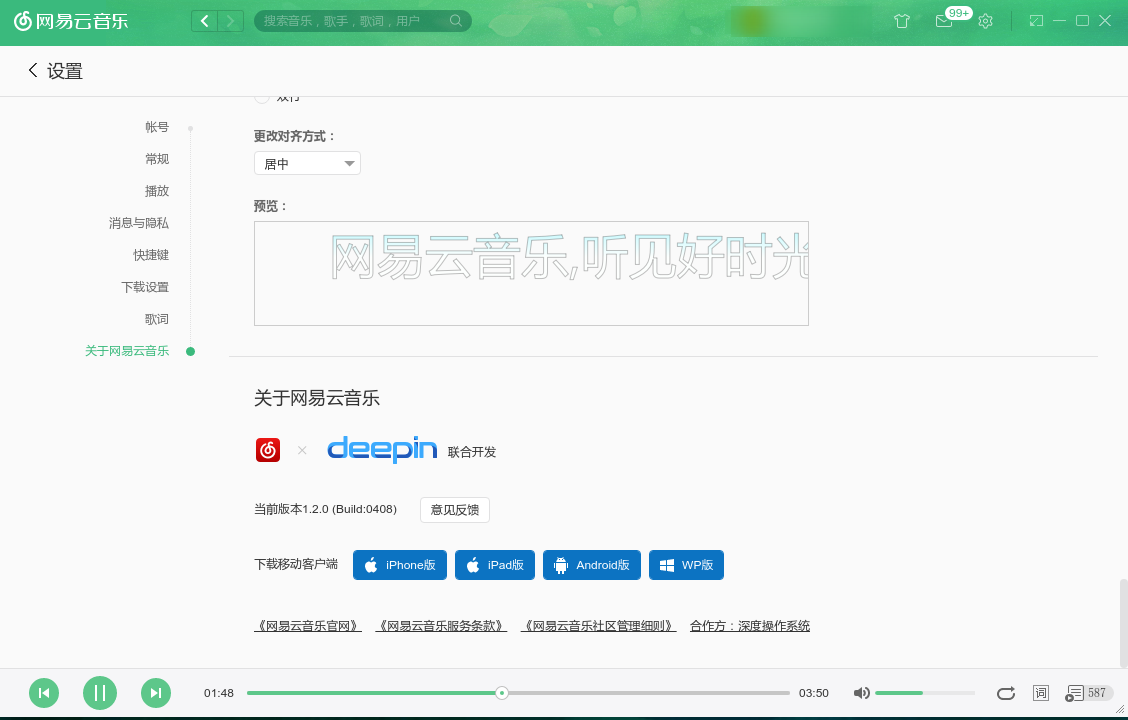 网易云音乐
搜索音乐，歌手，歌词，用户
99+
设置
双行
帐号
常规
播放
消息与隐私
快捷键
下载设置
歌词
关于网易云音乐
更改对齐方式：
居中
预览：
网易云音乐,听见好时光
关于网易云音乐
× deepin 联合开发
当前版本1.2.0 (Build:0408) 意见反馈
下载移动客户端 iPhone版 iPad版 Android版 WP版
《网易云音乐官网》 《网易云音乐服务条款》 《网易云音乐社区管理细则》 合作方：深度操作系统
01:48 03:50 词 587